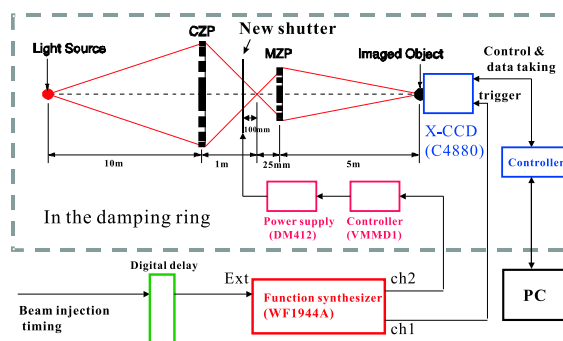 CZP
New shutter
Light Source
MZP
Imaged Object
Control &
data taking
trigger
100mm
X-CCD
(C4880)
10m
1m
25mm
5m
Controller
In the damping ring
Power supply
(DM412)
Controller
(VMM-D1)
Digital delay
Ext
ch2
Function synthesizer
(WF1944A)
PC
Beam injection
timing
ch1